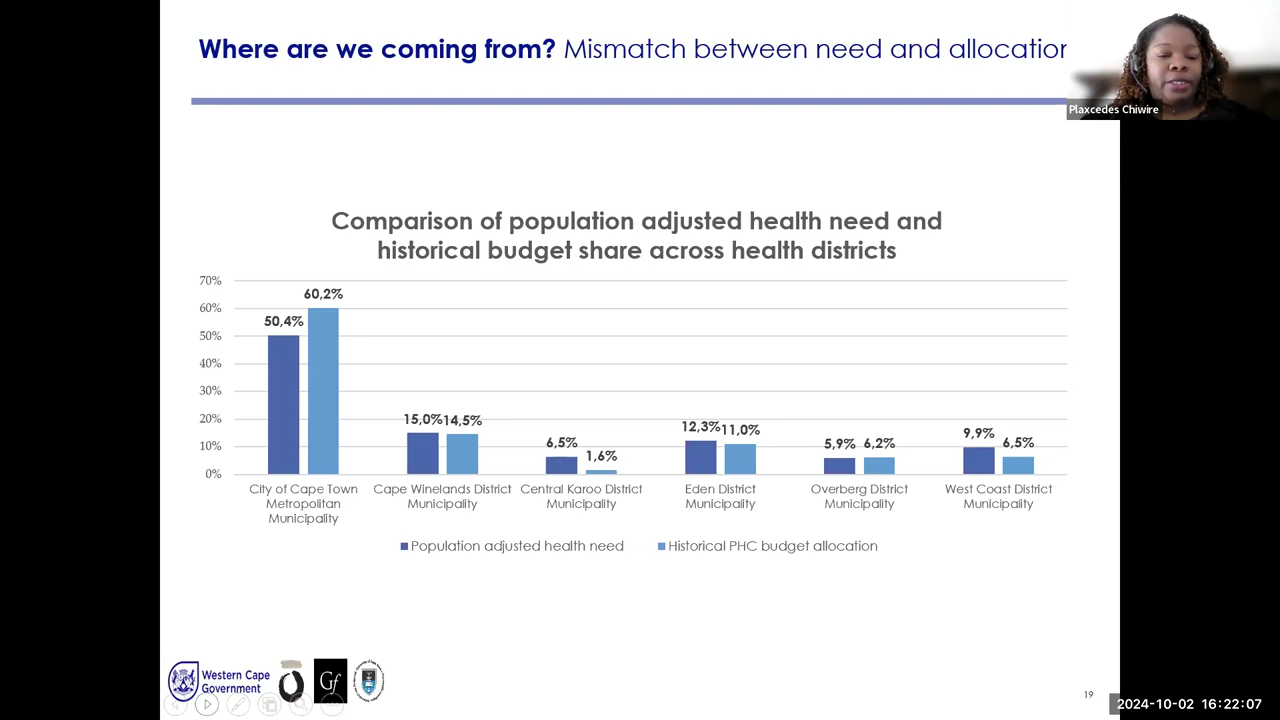 Where are we coming from? Mismatch between need and allocation
Plaxcedes Chiwire
Comparison of population adjusted health need and
historical budget share across health districts
70%
60%
50%
40%
30%
20%
10%
0%
50,4%
60,2%
15,0%
14,5%
6,5%
1,6%
12,3%
11,0%
5,9%
6,2%
9,9%
6,5%
City of Cape Town
Metropolitan
Municipality
Cape Winelands District
Municipality
Central Karoo District
Municipality
Eden District
Municipality
Overberg District
Municipality
West Coast District
Municipality
Population adjusted health need
Historical PHC budget allocation
Western Cape
Government
Gf
19
2024-10-02 16:22:07